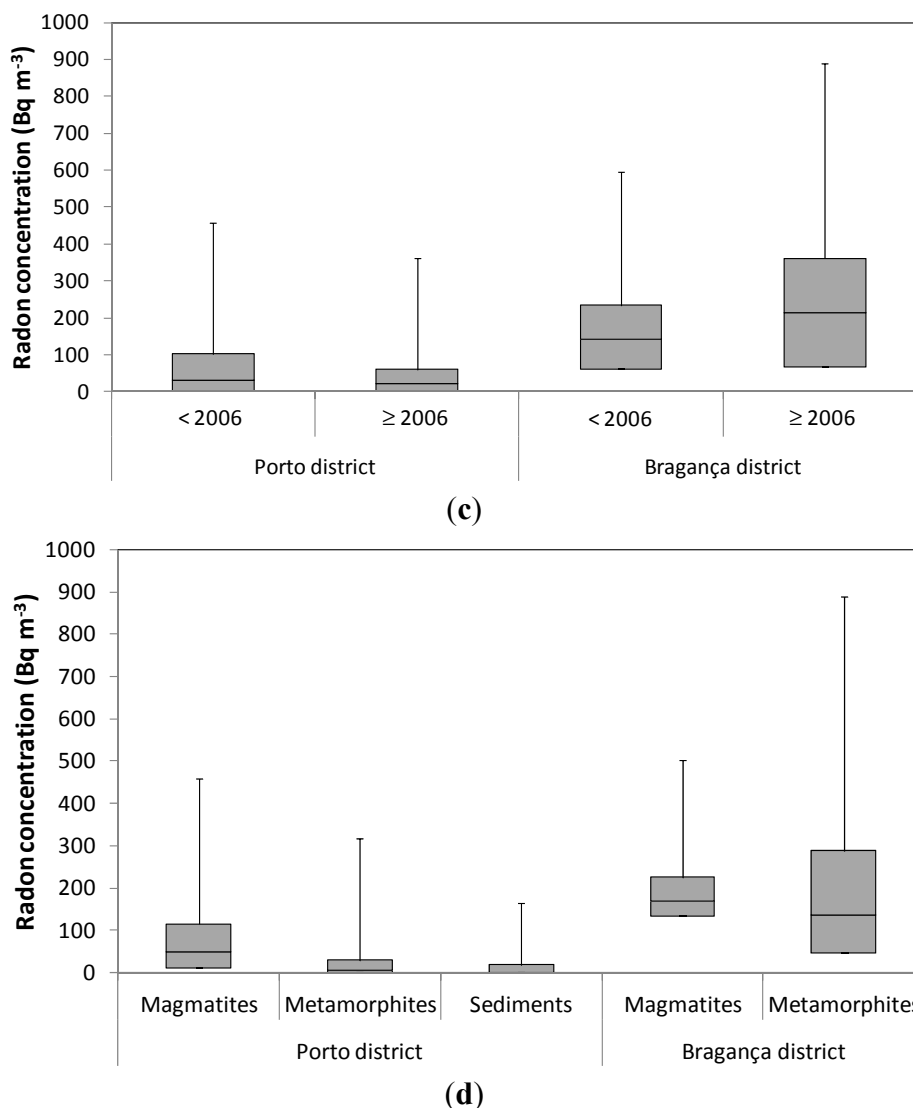 1000
900
800
700
600
500
400
300
200
100
0
Radon concentration (Bq m⁻³)
< 2006 ≥ 2006 < 2006 ≥ 2006
Porto district Bragança district
(c)
1000
900
800
700
600
500
400
300
200
100
0
Radon concentration (Bq m⁻³)
Magmatites Metamorphites Sediments Magmatites Metamorphites
Porto district Bragança district
(d)